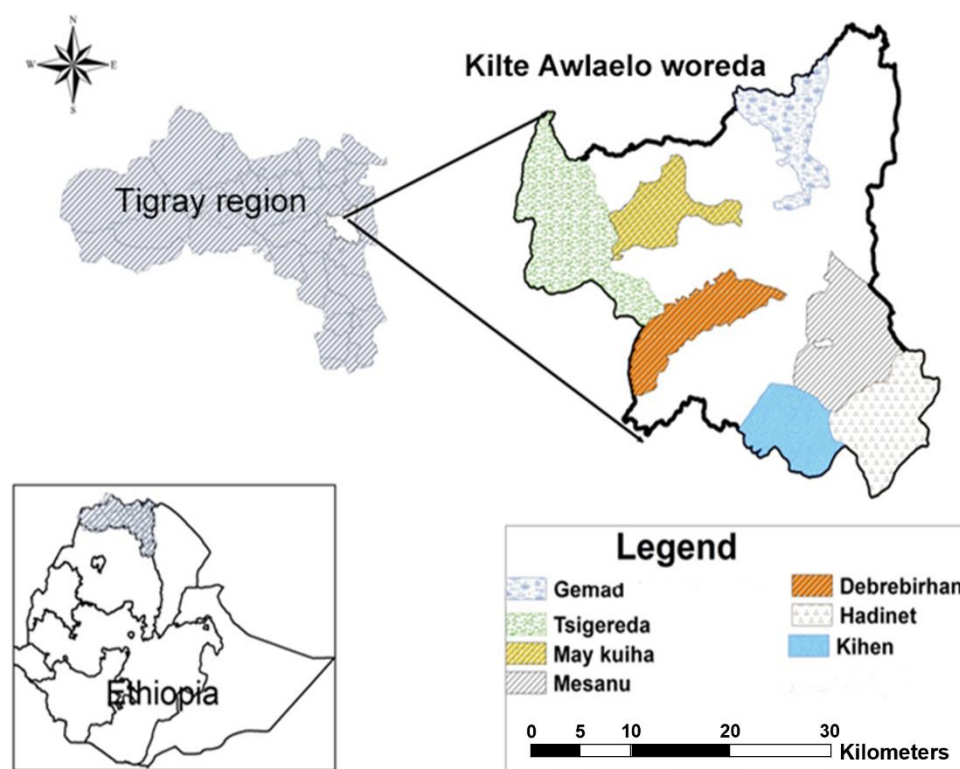 N
W E
S
Kilte Awlaelo woreda
Tigray region
Ethiopia
Legend
Gemad
Tsigereda
May kuiha
Mesanu
Debrebirhan
Hadinet
Kihen
0 5 10 20 30
Kilometers